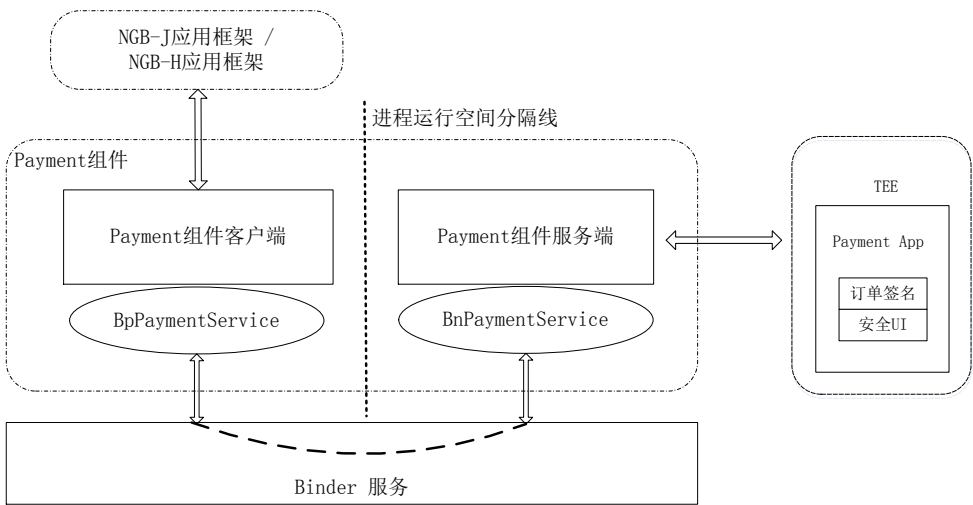 NGB-J应用框架 /
NGB-H应用框架
进程运行空间分隔线
Payment组件
Payment组件客户端
BpPaymentService
Payment组件服务端
BnPaymentService
TEE
Payment App
订单签名
安全UI
Binder 服务